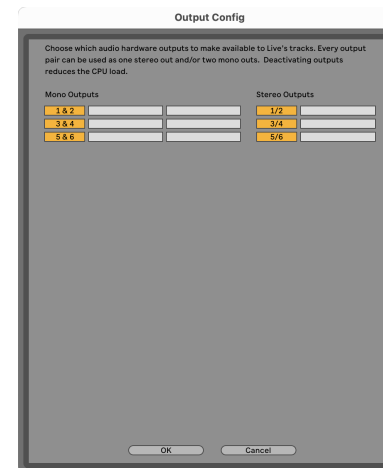 Output Config
Choose which audio hardware outputs to make available to Live's tracks. Every output
pair can be used as one stereo out and/or two mono outs. Deactivating outputs
reduces the CPU load.
Mono Outputs
Stereo Outputs
1 & 2
1/2
3 & 4
3/4
5 & 6
5/6
OK
Cancel